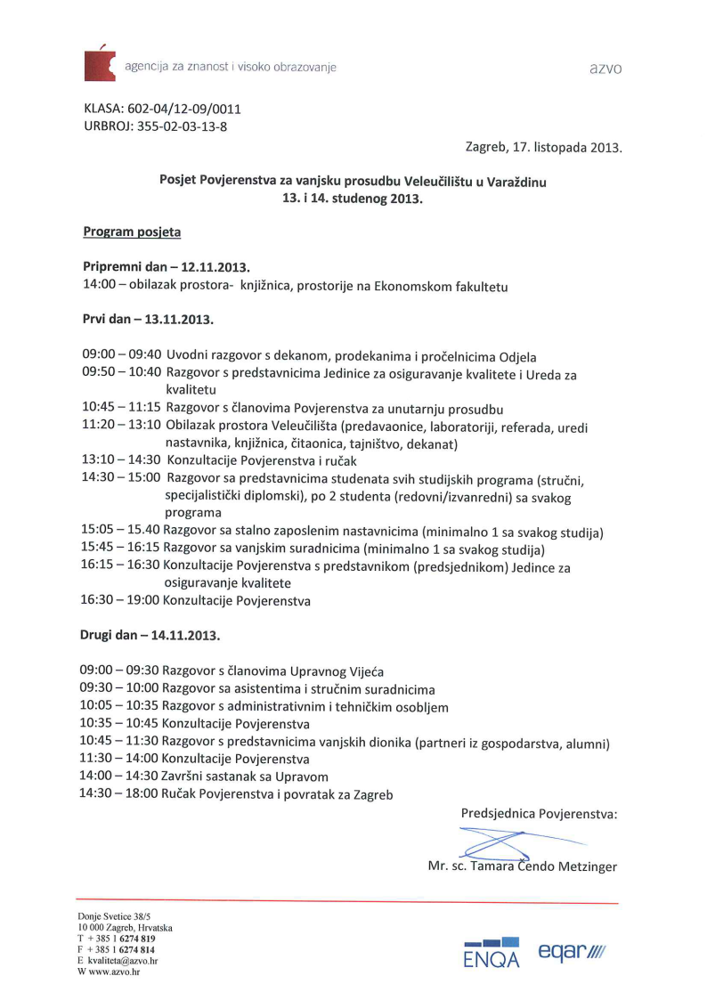 agencija za znanost i visoko obrazovanje
azvo
KLASA: 602-04/12-09/0011
URBROJ: 355-02-03-13-8
Zagreb, 17. listopada 2013.
Posjet Povjerenstva za vanjsku prosudbu Veleučilištu u Varaždinu
13. i 14. studenog 2013.
Program posjeta
Pripremni dan – 12.11.2013.
14:00 – obilazak prostora- knjižnica, prostorije na Ekonomskom fakultetu
Prvi dan – 13.11.2013.
09:00 – 09:40 Uvodni razgovor s dekanom, prodekanima i pročelnicima Odjela
09:50 – 10:40 Razgovor s predstavnicima Jedinice za osiguravanje kvalitete i Ureda za
kvalitetu
10:45 – 11:15 Razgovor s članovima Povjerenstva za unutarnju prosudbu
11:20 – 13:10 Obilazak prostora Veleučilišta (predavaonice, laboratoriji, referada, uredi
nastavnika, knjižnica, čitaonica, tajništvo, dekanat)
13:10 – 14:30 Konzultacije Povjerenstva i ručak
14:30 – 15:00 Razgovor sa predstavnicima studenata svih studijskih programa (stručni,
specijalistički diplomski), po 2 studenta (redovni/izvanredni) sa svakog
programa
15:05 – 15.40 Razgovor sa stalno zaposlenim nastavnicima (minimalno 1 sa svakog studija)
15:45 – 16:15 Razgovor sa vanjskim suradnicima (minimalno 1 sa svakog studija)
16:15 – 16:30 Konzultacije Povjerenstva s predstavnikom (predsjednikom) Jedince za
osiguravanje kvalitete
16:30 – 19:00 Konzultacije Povjerenstva
Drugi dan – 14.11.2013.
09:00 – 09:30 Razgovor s članovima Upravnog Vijeća
09:30 – 10:00 Razgovor sa asistentima i stručnim suradnicima
10:05 – 10:35 Razgovor s administrativnim i tehničkim osobljem
10:35 – 10:45 Konzultacije Povjerenstva
10:45 – 11:30 Razgovor s predstavnicima vanjskih dionika (partneri iz gospodarstva, alumni)
11:30 – 14:00 Konzultacije Povjerenstva
14:00 – 14:30 Završni sastanak sa Upravom
14:30 – 18:00 Ručak Povjerenstva i povratak za Zagreb
Predsjednica Povjerenstva:
Mr. sc. Tamara Čendo Metzinger
Donje Svetice 38/5
10 000 Zagreb, Hrvatska
T + 385 1 6274 819
F + 385 1 6274 814
E kvaliteta@azvo.hr
W www.azvo.hr
ENQA
eqar